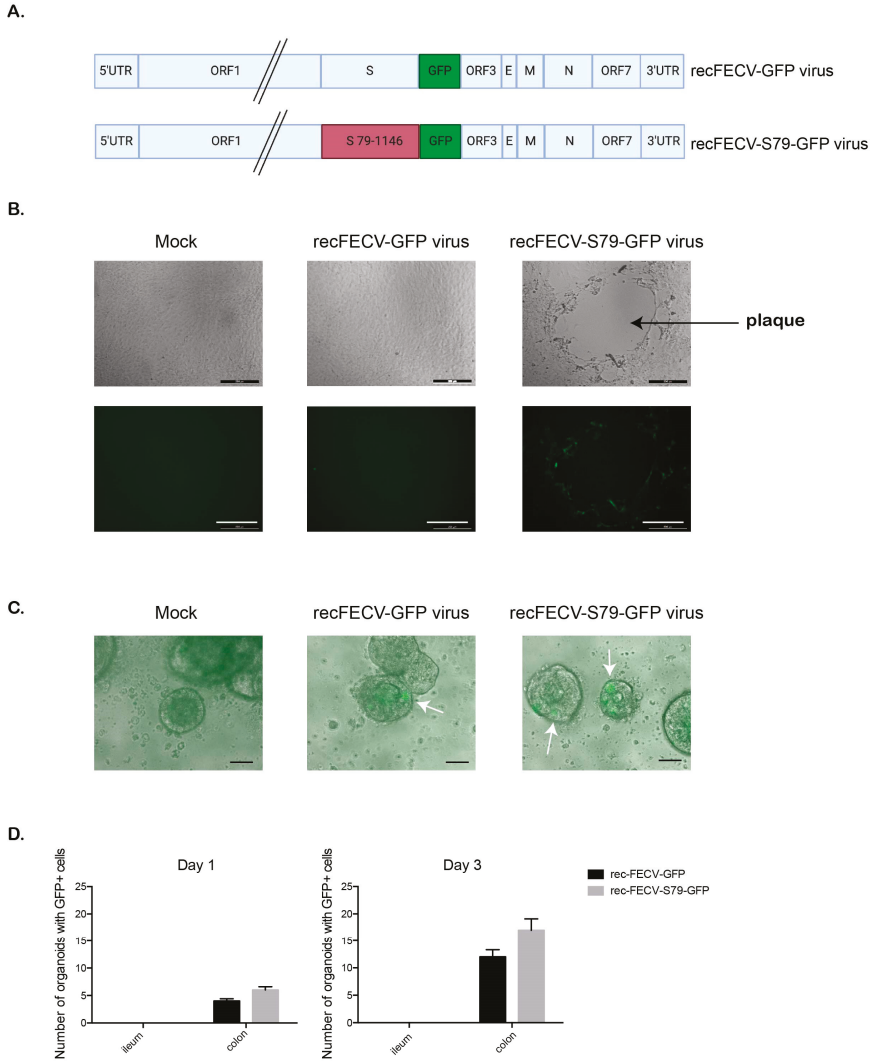 A.
5'UTR ORF1 S GFP ORF3 E M N ORF7 3'UTR recFECV-GFP virus
5'UTR ORF1 S 79-1146 GFP ORF3 E M N ORF7 3'UTR recFECV-S79-GFP virus
B.
Mock recFECV-GFP virus recFECV-S79-GFP virus
plaque
C.
Mock recFECV-GFP virus recFECV-S79-GFP virus
D.
Day 1
Number of organoids with GFP+ cells
25
20
15
10
5
0
ileum colon
Day 3
Number of organoids with GFP+ cells
25
20
15
10
5
0
ileum colon
rec-FECV-GFP
rec-FECV-S79-GFP